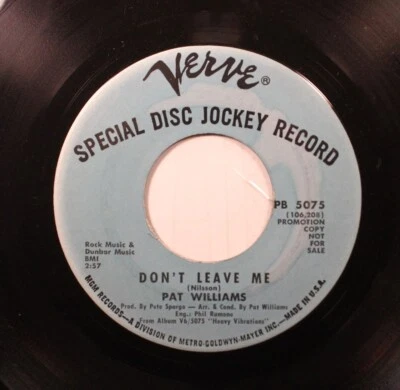 Verve®
SPECIAL DISC JOCKEY RECORD
PB 5075
(106,208)
PROMOTION
COPY
NOT
FOR
SALE
Rock Music &
Dunbar Music
BMI
2:57
DON'T LEAVE ME
(Nilsson)
PAT WILLIAMS
Prod. By Pete Spargo - Arr. & Cond. By Pat Williams
Eng.: Phil Ramone
From Album V6/5075 "Heavy Vibrations"
MGM RECORDS—A DIVISION OF METRO-GOLDWYN-MAYER INC.—MADE IN U.S.A.